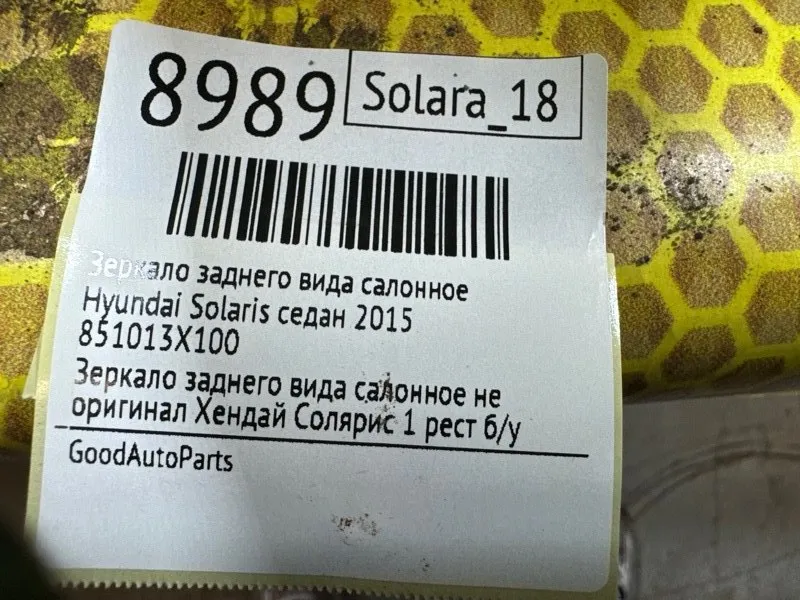 8989
Solara_18
Зеркало заднего вида салонное
Hyundai Solaris седан 2015
851013X100
Зеркало заднего вида салонное не
оригинал Хендай Солярис 1 рест б/у
GoodAutoParts